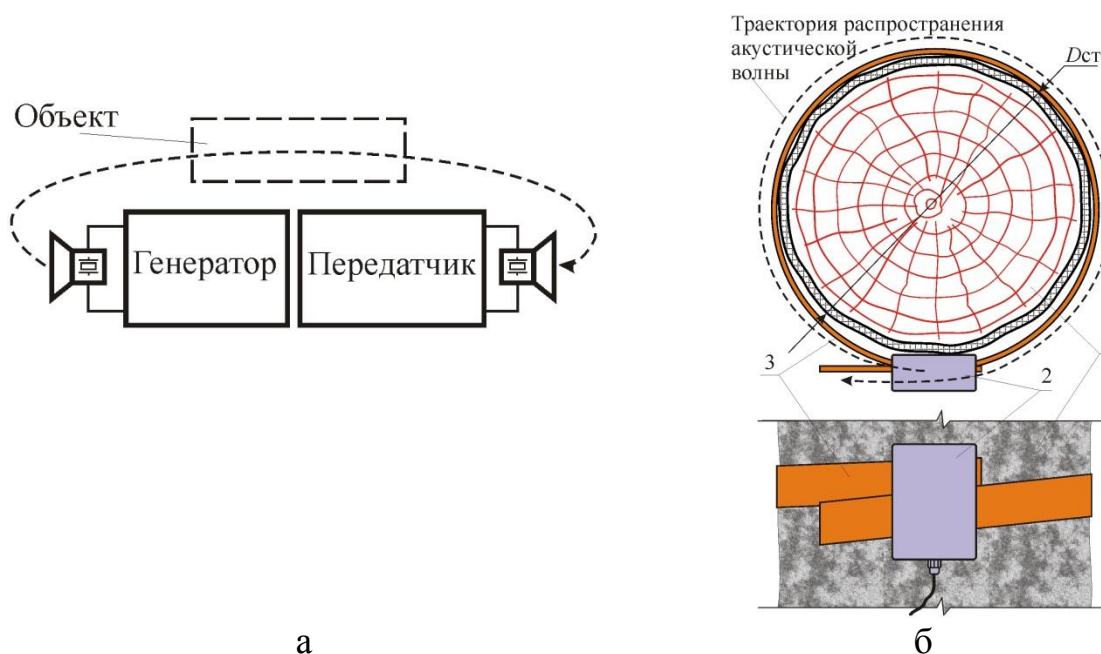 Объект
Генератор
Передатчик
а
Траектория распространения
акустической
волны
Dст
3
2
б